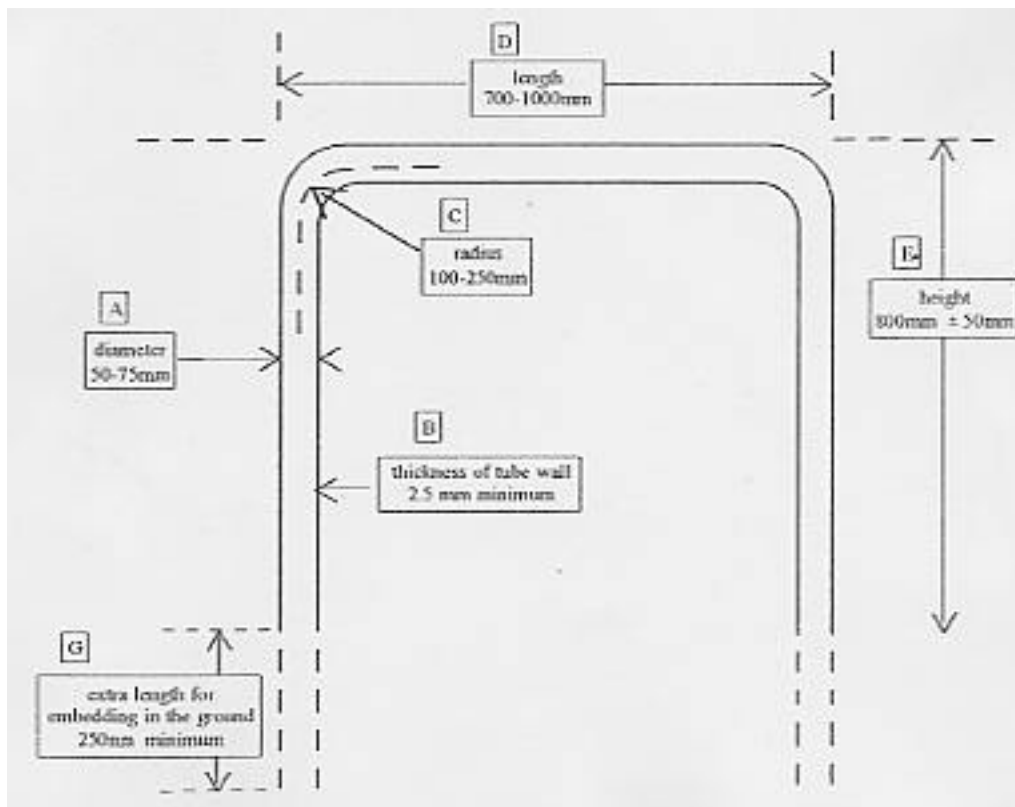 D
length
700-1000mm
C
radius
100-250mm
E
height
800mm ±50mm
A
diameter
50-75mm
B
thickness of tube wall
2.5 mm minimum
G
extra length for
embedding in the ground
250mm minimum